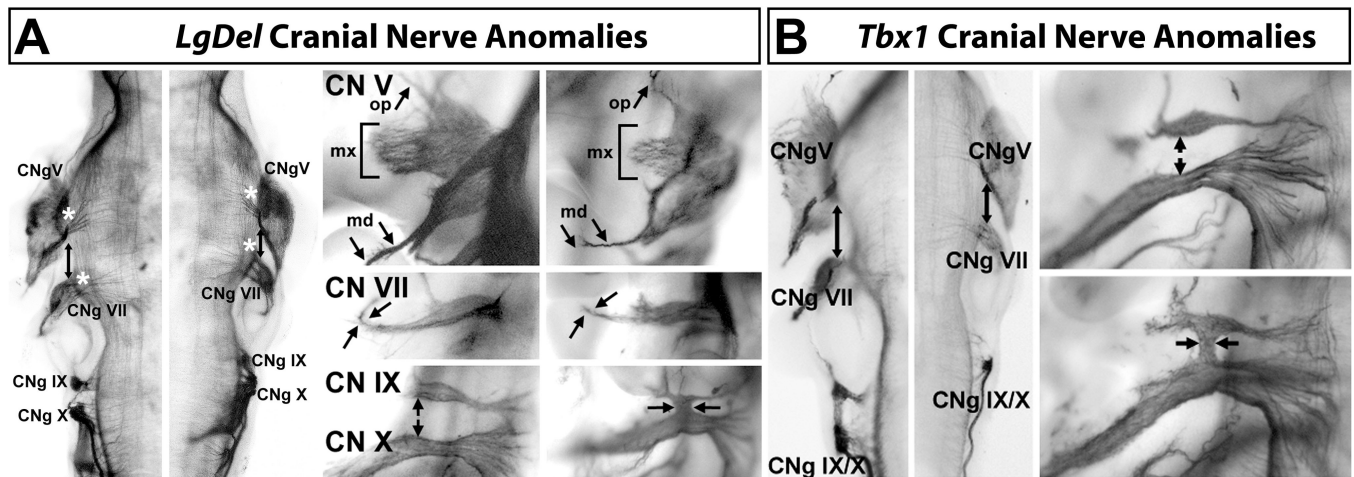 A
LgDel Cranial Nerve Anomalies
CNgV
CNgV
*
*
*
*
CNg VII
CNg VII
CNg IX
CNg X
CNg IX
CNg X
CN V
op
mx
md
op
mx
md
CN VII
CN IX
CN X
B
Tbx1 Cranial Nerve Anomalies
CNgV
CNg VII
CNg IX/X
CNgV
CNg VII
CNg IX/X